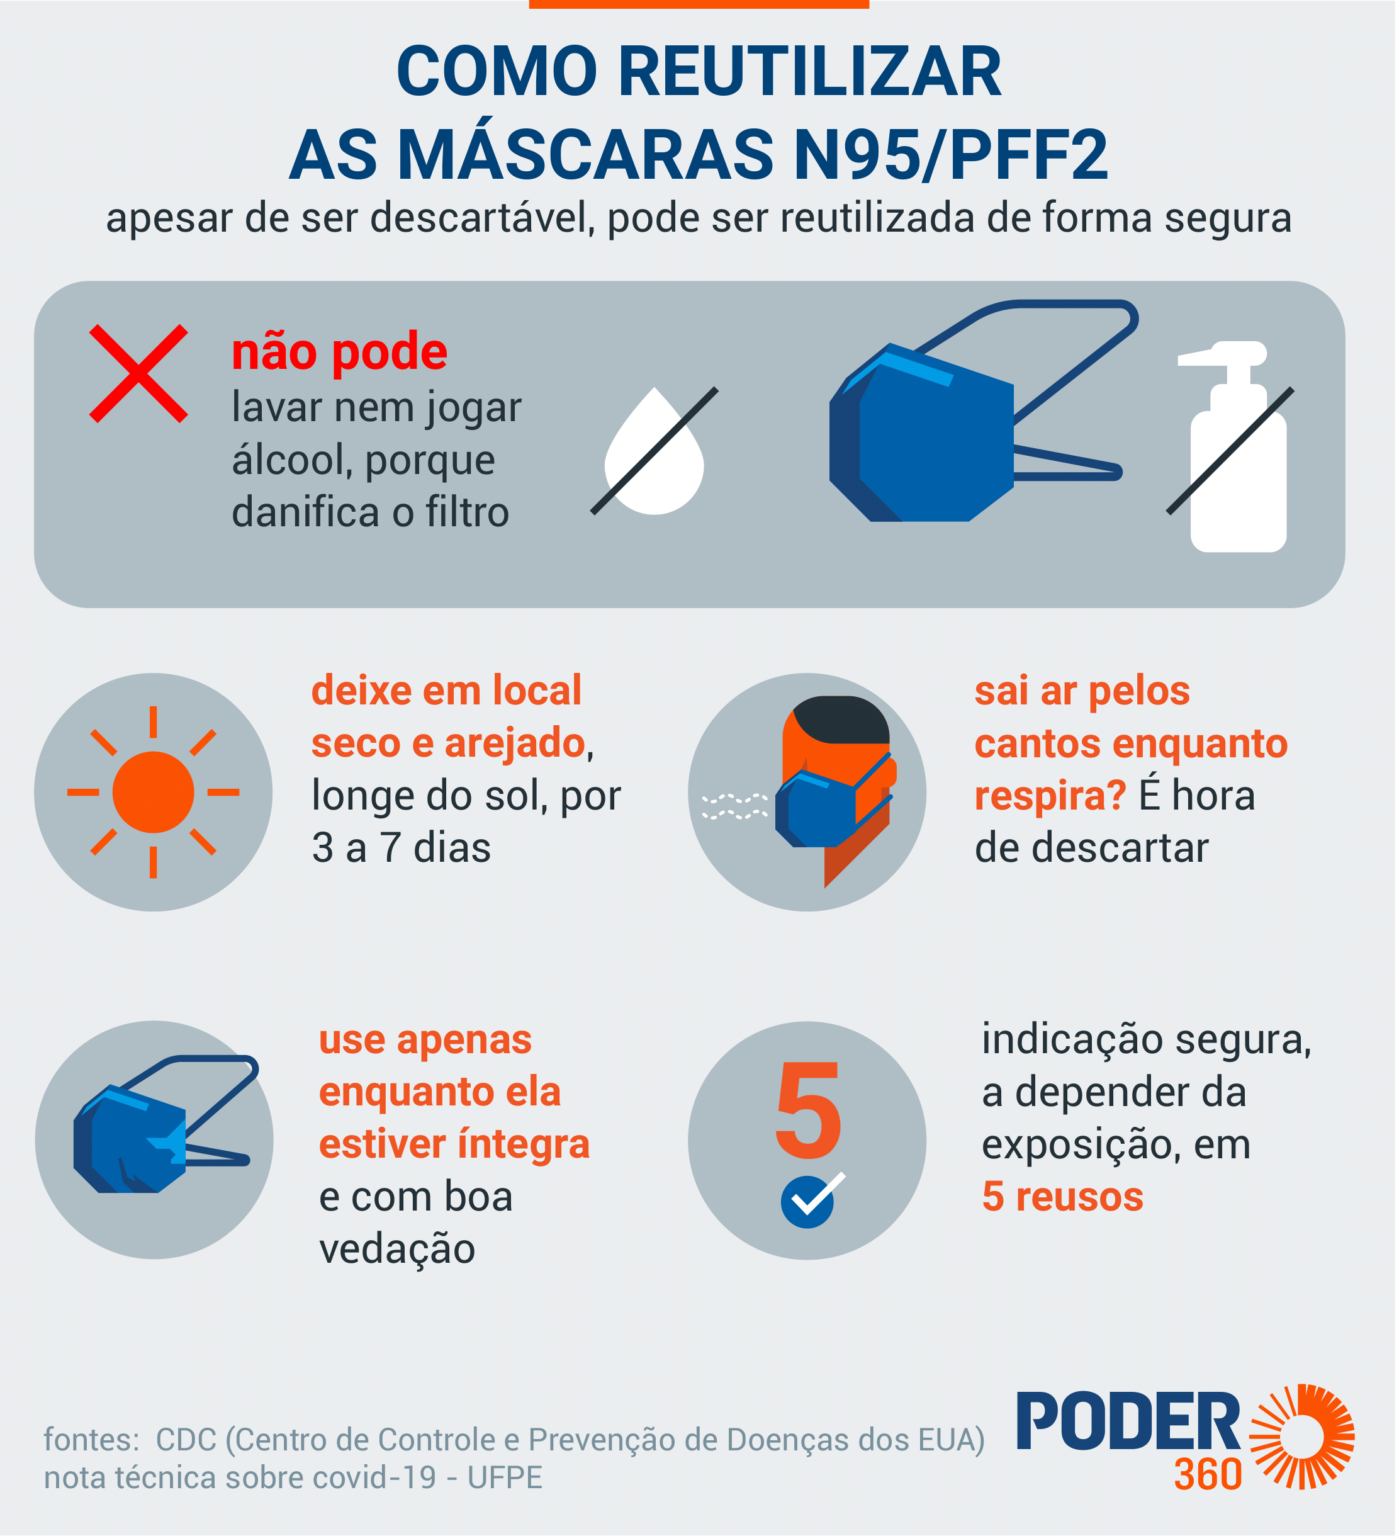 COMO REUTILIZAR
AS MÁSCARAS N95/PFF2
apesar de ser descartável, pode ser reutilizada de forma segura
não pode
lavar nem jogar
álcool, porque
danifica o filtro
deixe em local
seco e arejado,
longe do sol, por
3 a 7 dias
sai ar pelos
cantos enquanto
respira? É hora
de descartar
use apenas
enquanto ela
estiver íntegra
e com boa
vedação
5
indicação segura,
a depender da
exposição, em
5 reusos
fontes: CDC (Centro de Controle e Prevenção de Doenças dos EUA)
nota técnica sobre covid-19 - UFPE
PODER
360